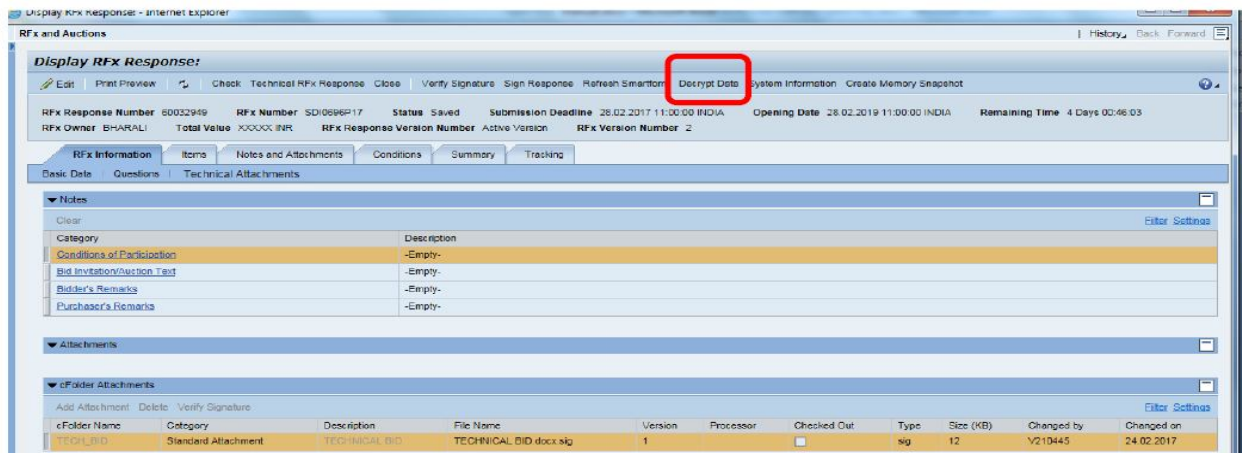 Display RFx Response: - Internet Explorer
RFx and Auctions | History Back Forward
Display RFx Response:
Edit | Print Preview | Check Technical RFx Response Close | Verify Signature Sign Response Refresh Smartform Decrypt Data System Information Create Memory Snapshot
RFx Response Number 60032949 RFx Number SDI0696P17 Status Saved Submission Deadline 28.02.2017 11:00:00 INDIA Opening Date 28.02.2019 11:00:00 INDIA Remaining Time 4 Days 00:46:03
RFx Owner BHARALI Total Value XXXXX INR RFx Response Version Number Active Version RFx Version Number 2
RFx Information Items Notes and Attachments Conditions Summary Tracking
Basic Data | Questions | Technical Attachments
Notes
Clear Filter Settings
Category Description
Conditions of Participation -Empty-
Bid Invitation/Auction Text -Empty-
Bidder's Remarks -Empty-
Purchaser's Remarks -Empty-
Attachments
cFolder Attachments
Add Attachment Delete Verify Signature Filter Settings
cFolder Name Category Description File Name Version Processor Checked Out Type Size (KB) Changed by Changed on
TECH_BID Standard Attachment TECHNICAL BID TECHNICAL BID.docx.sig 1 sig 12 V210445 24.02.2017